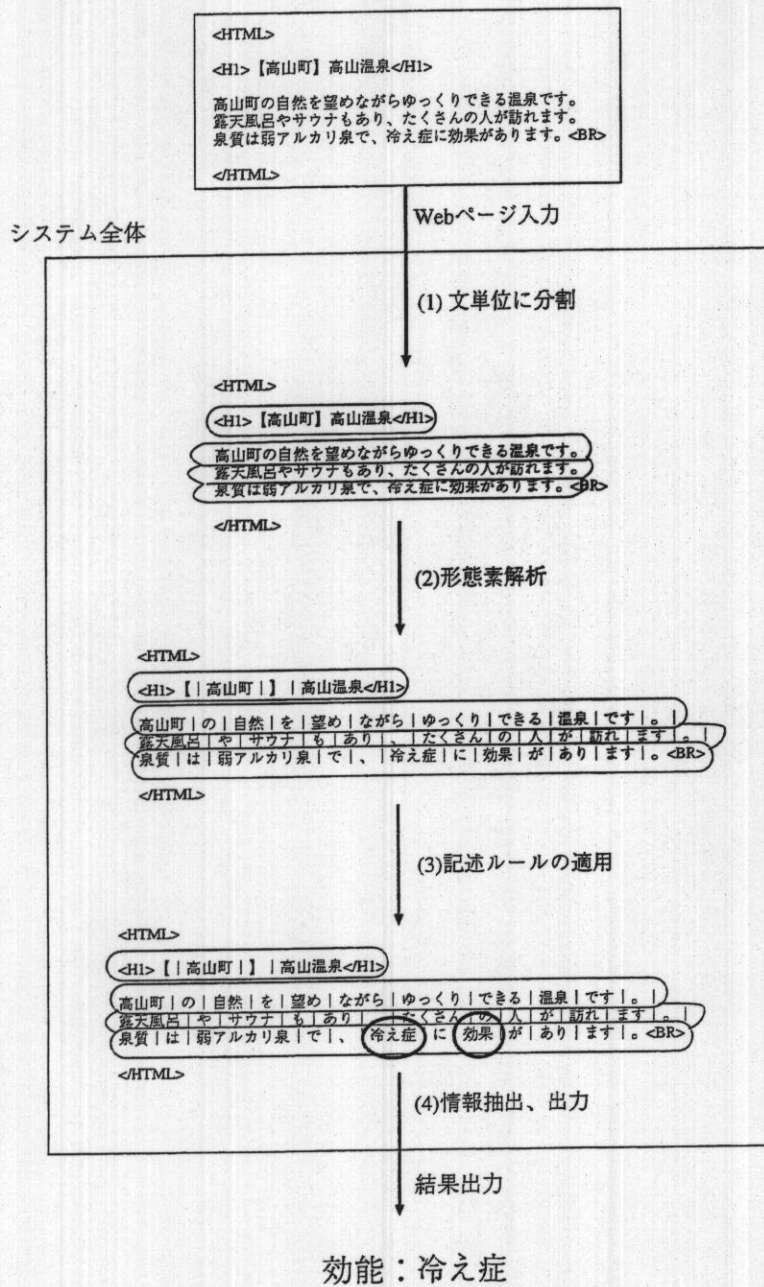 <HTML>
<H1>【高山町】高山温泉</H1>
高山町の自然を望めながらゆっくりできる温泉です。
露天風呂やサウナもあり、たくさんの人が訪れます。
泉質は弱アルカリ泉で、冷え症に効果があります。<BR>
</HTML>
Webページ入力
システム全体
(1) 文単位に分割
<HTML>
<H1>【高山町】高山温泉</H1>
高山町の自然を望めながらゆっくりできる温泉です。
露天風呂やサウナもあり、たくさんの人が訪れます。
泉質は弱アルカリ泉で、冷え症に効果があります。<BR>
</HTML>
(2)形態素解析
<HTML>
<H1>【|高山町|】|高山温泉</H1>
高山町|の|自然|を|望め|ながら|ゆっくり|できる|温泉|です|。|
露天風呂|や|サウナ|も|あり|、|たくさん|の|人|が|訪れ|ます|。|
泉質|は|弱アルカリ泉|で|、|冷え症|に|効果|が|あり|ます|。<BR>
</HTML>
(3)記述ルールの適用
<HTML>
<H1>【|高山町|】|高山温泉</H1>
高山町|の|自然|を|望め|ながら|ゆっくり|できる|温泉|です|。|
露天風呂|や|サウナ|も|あり|、|たくさん|の|人|が|訪れ|ます|。|
泉質|は|弱アルカリ泉|で|、 冷え症 に 効果 が|あり|ます|。<BR>
</HTML>
(4)情報抽出、出力
結果出力
効能：冷え症